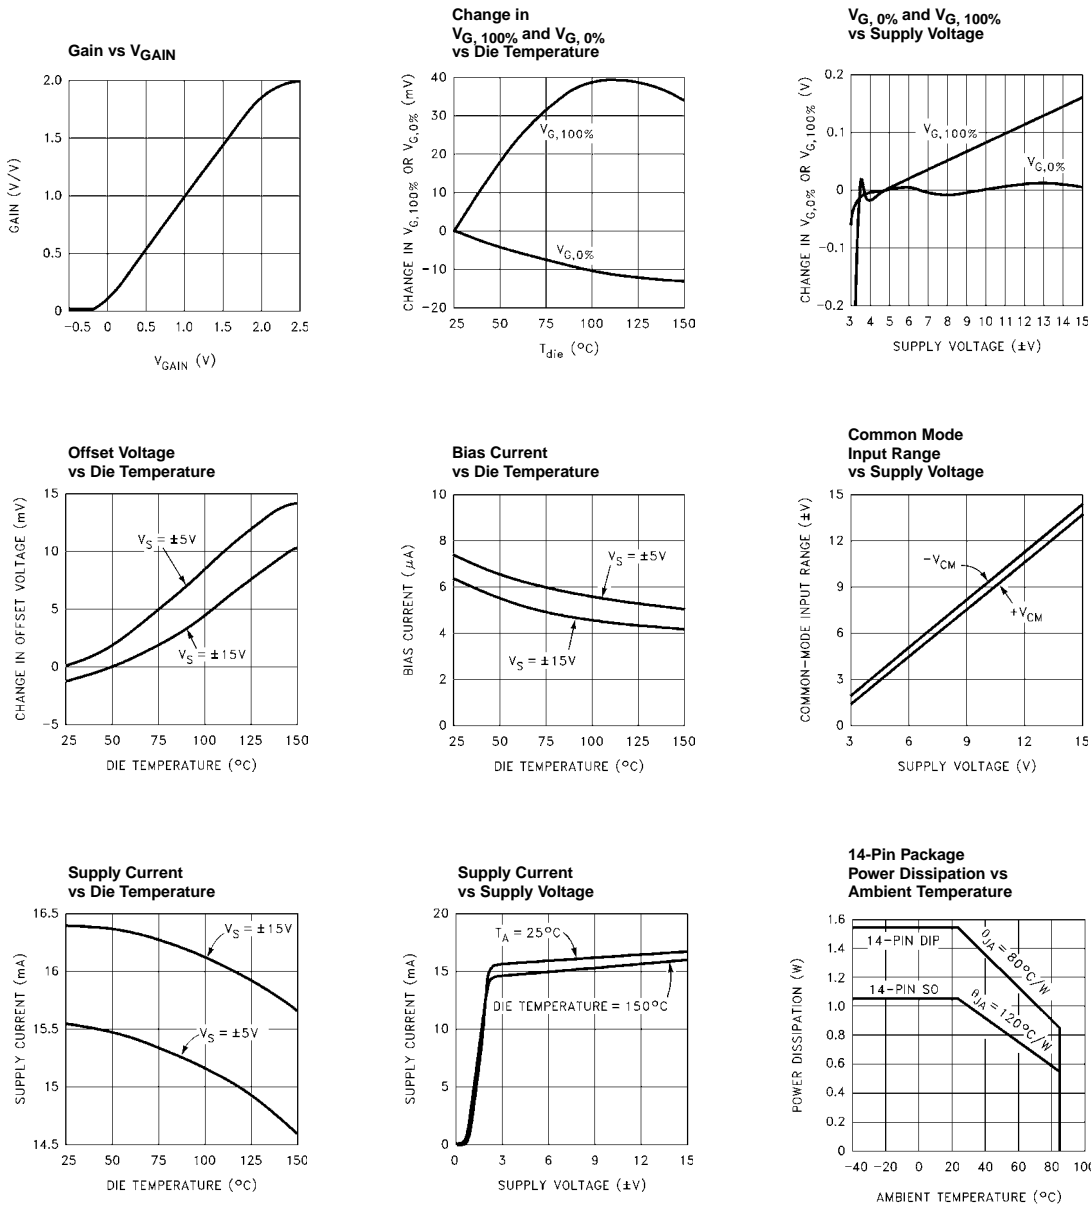 Gain vs VGAIN
2.0
1.5
1.0
0.5
0
−0.5 0 0.5 1.0 1.5 2.0 2.5
GAIN (V/V)
VGAIN (V)
Change in
VG, 100% and VG, 0%
vs Die Temperature
40
30
20
10
0
−10
−20
25 50 75 100 125 150
CHANGE IN VG,100% OR VG,0% (mV)
VG,100%
VG,0%
Tdie (°C)
VG, 0% and VG, 100%
vs Supply Voltage
0.2
0.1
0
−0.1
−0.2
3 4 5 6 7 8 9 10 11 12 13 14 15
CHANGE IN VG,0% OR VG,100% (V)
VG,100%
VG,0%
SUPPLY VOLTAGE (±V)
Offset Voltage
vs Die Temperature
15
10
5
0
−5
25 50 75 100 125 150
CHANGE IN OFFSET VOLTAGE (mV)
VS = ±5V
VS = ±15V
DIE TEMPERATURE (°C)
Bias Current
vs Die Temperature
10
8
6
4
2
0
25 50 75 100 125 150
BIAS CURRENT (µA)
VS = ±5V
VS = ±15V
DIE TEMPERATURE (°C)
Common Mode
Input Range
vs Supply Voltage
15
12
9
6
3
0
3 6 9 12 15
COMMON−MODE INPUT RANGE (±V)
−VCM
+VCM
SUPPLY VOLTAGE (V)
Supply Current
vs Die Temperature
16.5
16
15.5
15
14.5
25 50 75 100 125 150
SUPPLY CURRENT (mA)
VS = ±15V
VS = ±5V
DIE TEMPERATURE (°C)
Supply Current
vs Supply Voltage
20
15
10
5
0
0 3 6 9 12 15
SUPPLY CURRENT (mA)
TA = 25°C
DIE TEMPERATURE = 150°C
SUPPLY VOLTAGE (±V)
14-Pin Package
Power Dissipation vs
Ambient Temperature
1.6
1.4
1.2
1.0
0.8
0.6
0.4
0.2
0
−40 −20 0 20 40 60 80 100
POWER DISSIPATION (W)
14-PIN DIP
θJA = 80°C/W
14-PIN SO
θJA = 120°C/W
AMBIENT TEMPERATURE (°C)